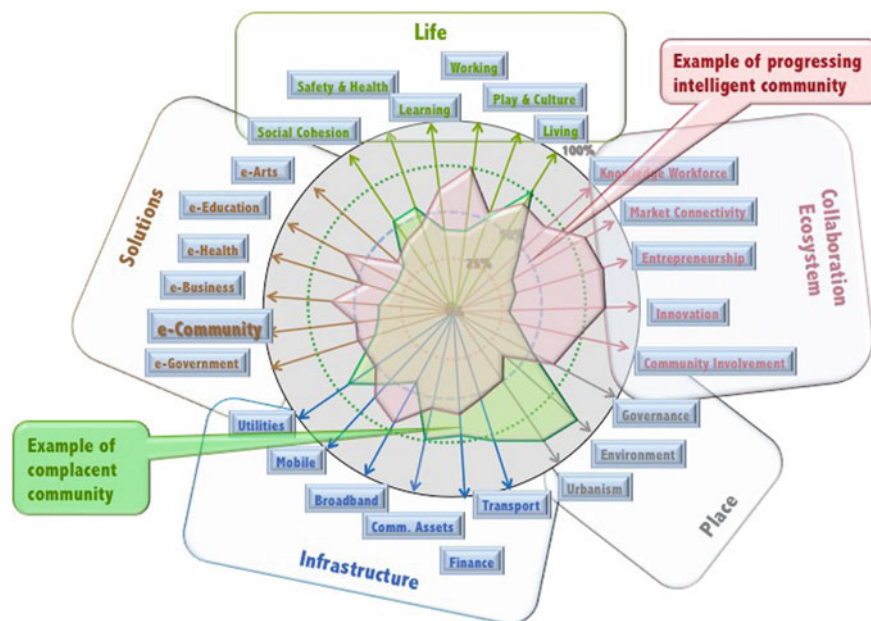 Life
Working
Safety & Health
Learning
Play & Culture
Social Cohesion
Living
Example of progressing
intelligent community
100%
Collaboration
Ecosystem
Knowledge Workforce
Market Connectivity
Entrepreneurship
Innovation
Community Involvement
Solutions
e-Arts
e-Education
e-Health
e-Business
e-Community
e-Government
25%
Place
Governance
Environment
Urbanism
Infrastructure
Utilities
Mobile
Broadband
Comm. Assets
Finance
Transport
Example of
complacent
community